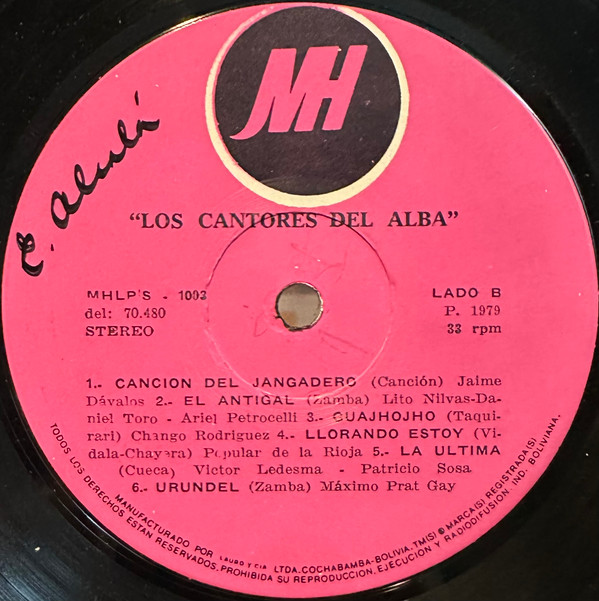 MH
E. Alcalá
"LOS CANTORES DEL ALBA"
MHLP'S - 1003
del: 70.480
STEREO
LADO B
P. 1979
33 rpm
1.- CANCION DEL JANGADERO (Canción) Jaime
Dávalos 2.- EL ANTIGAL (Zamba) Lito Nilvas-Da-
niel Toro - Ariel Petrocelli 3.- GUAJHOJHO (Taqui-
rari) Chango Rodriguez 4.- LLORANDO ESTOY (Vi-
dala-Chayera) Popular de la Rioja 5.- LA ULTIMA
(Cueca) Victor Ledesma - Patricio Sosa
6.- URUNDEL (Zamba) Máximo Prat Gay
MANUFACTURADO POR LAURO Y CIA. LTDA. COCHABAMBA-BOLIVIA. TM(S) ® MARCA(S) REGISTRADA(S)
TODOS LOS DERECHOS ESTAN RESERVADOS. PROHIBIDA SU REPRODUCCION. EJECUCION Y RADIODIFUSION. IND. BOLIVIANA.